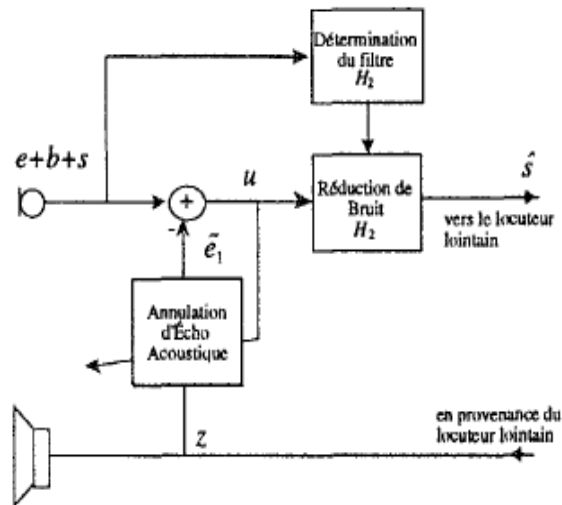 Détermination
du filtre
H₂
e+b+s
u
ŝ
+
-
Réduction de
Bruit
H₂
vers le locuteur
lointain
ẽ₁
Annulation
d'Écho
Acoustique
z
en provenance du
locuteur lointain